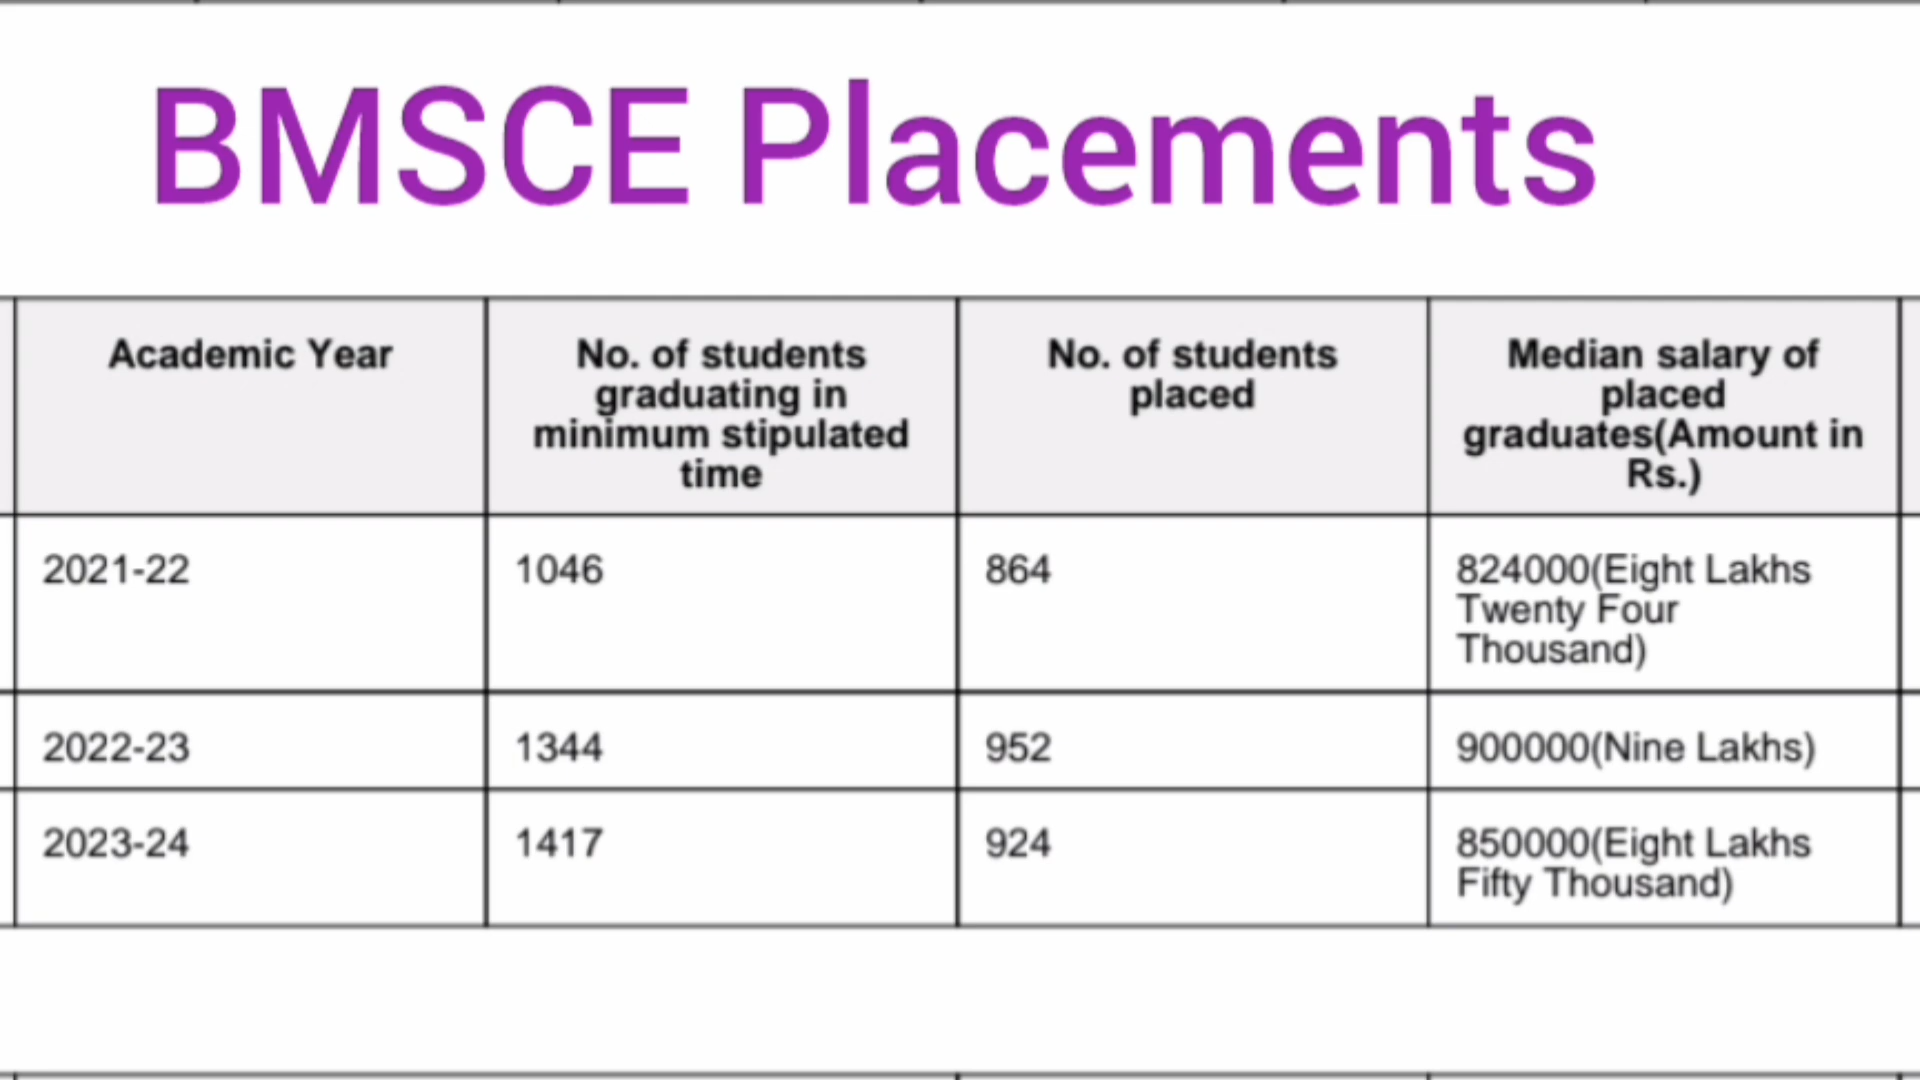 BMSCE Placements
Academic Year
No. of students
graduating in
minimum stipulated
time
No. of students
placed
Median salary of
placed
graduates(Amount in
Rs.)
2021-22
1046
864
824000(Eight Lakhs
Twenty Four
Thousand)
2022-23
1344
952
900000(Nine Lakhs)
2023-24
1417
924
850000(Eight Lakhs
Fifty Thousand)